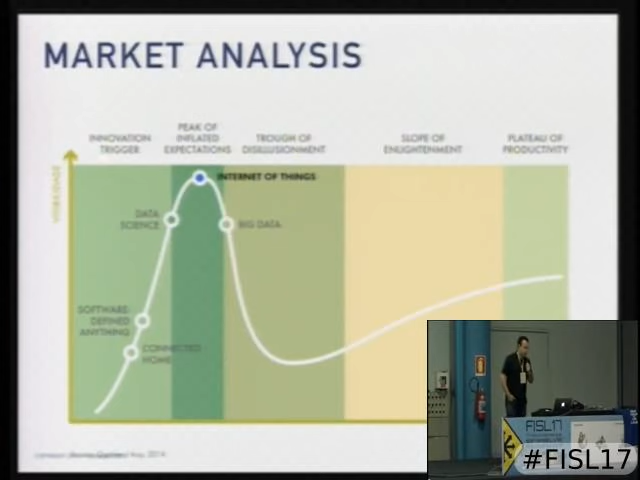 MARKET ANALYSIS
INNOVATION
TRIGGER
PEAK OF
INFLATED
EXPECTATIONS
TROUGH OF
DISILLUSIONMENT
SLOPE OF
ENLIGHTENMENT
PLATEAU OF
PRODUCTIVITY
INTERNET OF THINGS
DATA
SCIENCE
BIG DATA
SOFTWARE-
DEFINED
ANYTHING
CONNECTED
HOME
FISL17
#FISL17